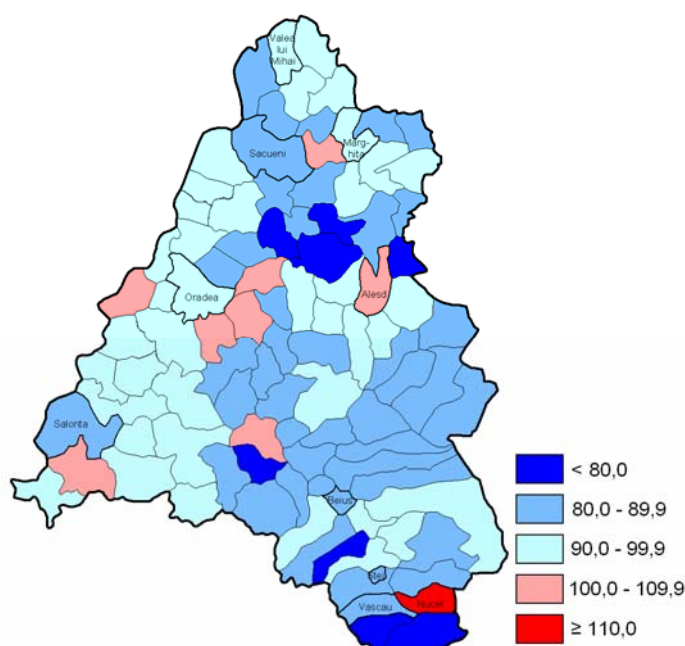 Valea
lui
Mihai
Marg-
hita
Sacueni
Oradea
Alesd
Salonta
Beius
Stei
Vascau
Nucet
< 80,0
80,0 - 89,9
90,0 - 99,9
100,0 - 109,9
≥ 110,0